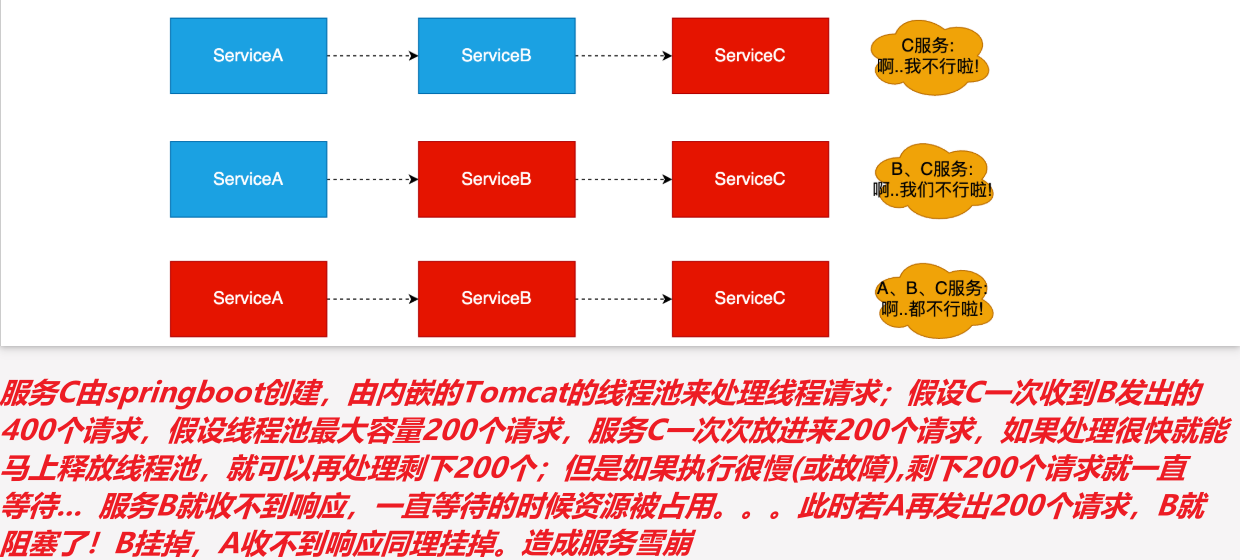 ServiceA
ServiceB
ServiceC
C服务:
啊..我不行啦!
ServiceA
ServiceB
ServiceC
B、C服务:
啊..我们不行啦!
ServiceA
ServiceB
ServiceC
A、B、C服务:
啊..都不行啦!
服务C由springboot创建，由内嵌的Tomcat的线程池来处理线程请求；假设C一次收到B发出的
400个请求，假设线程池最大容量200个请求，服务C一次次放进来200个请求，如果处理很快就能
马上释放线程池，就可以再处理剩下200个；但是如果执行很慢(或故障),剩下200个请求就一直
等待... 服务B就收不到响应，一直等待的时候资源被占用。。。此时若A再发出200个请求，B就
阻塞了！B挂掉，A收不到响应同理挂掉。造成服务雪崩